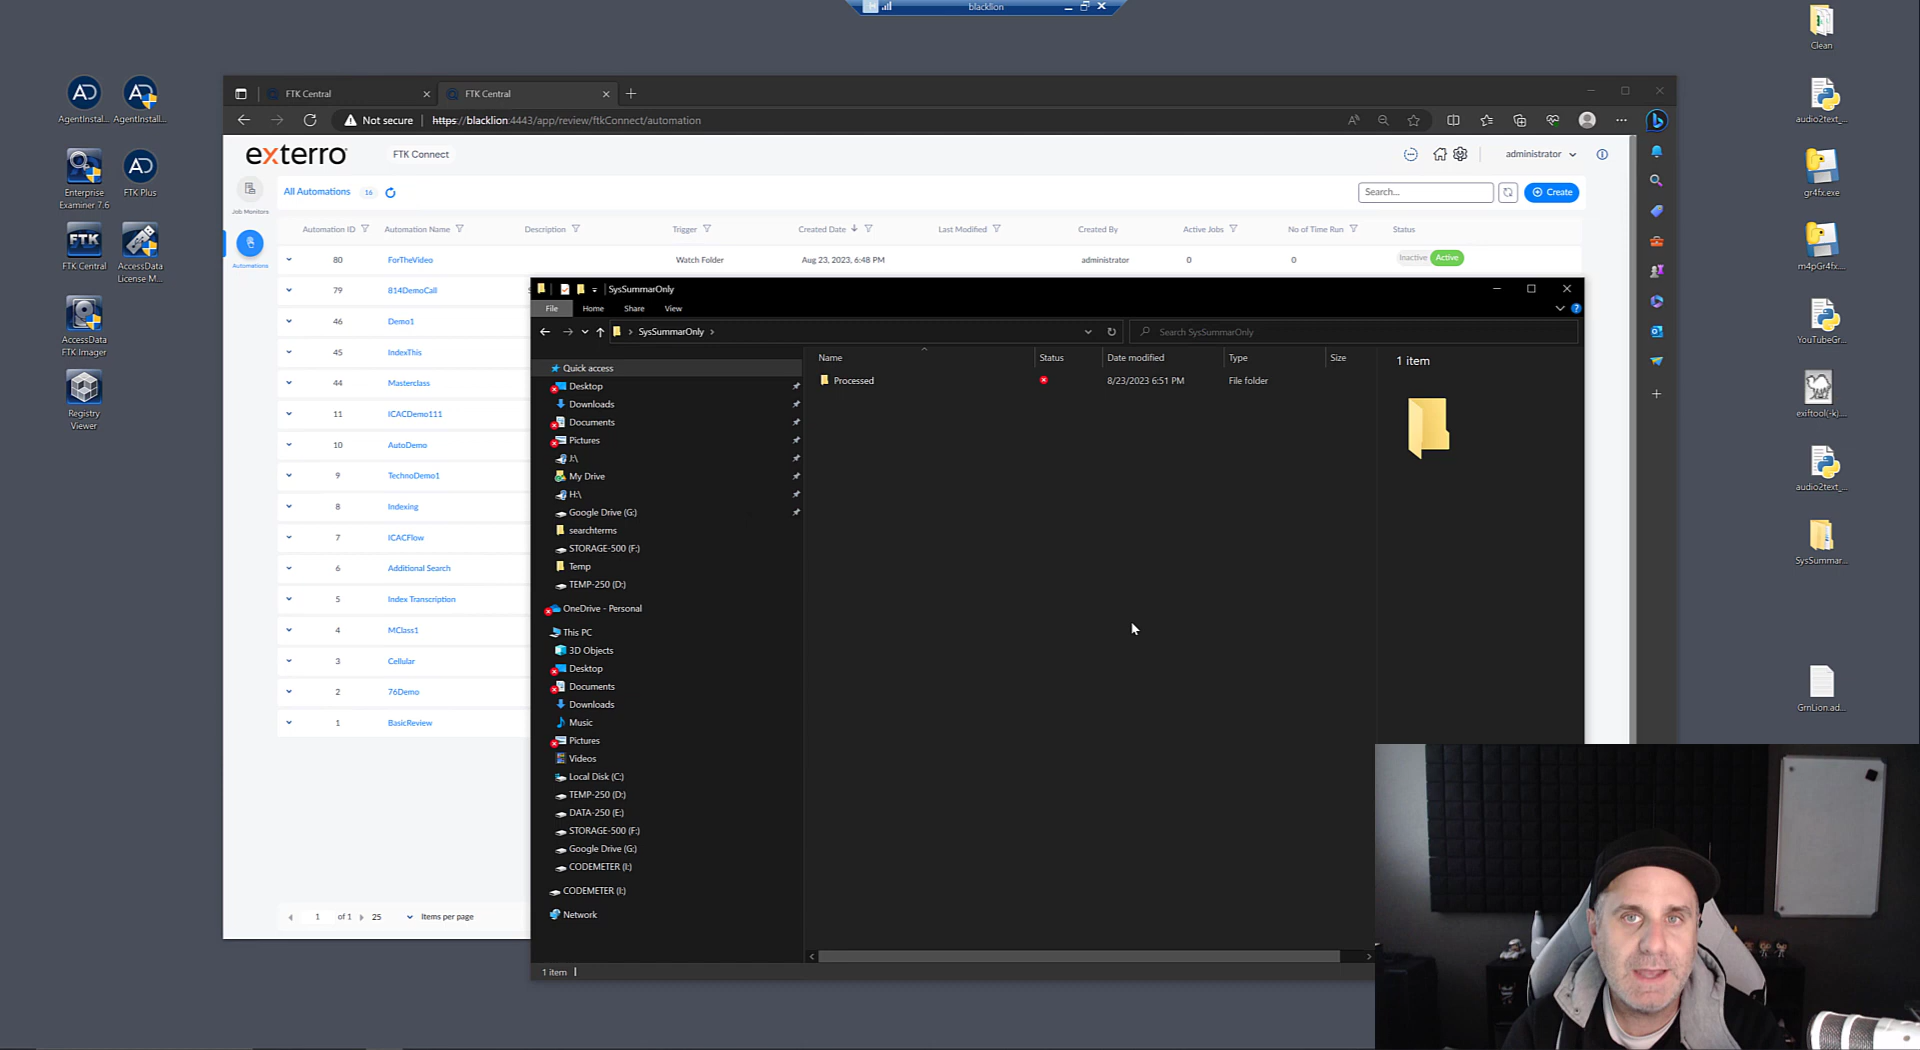 blacklion
Clean
AgentInstal...
AgentInstall...
audio2text_...
Enterprise
Examiner 7.6
FTK Plus
gr4fx.exe
FTK
FTK Central
AccessData
License M...
m4pGr4fx....
AccessData
FTK Imager
YouTubeGr...
Registry
Viewer
exiftool(-k)....
audio2text_...
SysSummar...
GrnLion.ad...
FTK Central
FTK Central
Not secure
https://blacklion:4443/app/review/ftkConnect/automation
exterro
FTK Connect
administrator
Job Monitors
All Automations 16
Search...
Create
Automations
Automation ID Automation Name Description Trigger Created Date Last Modified Created By Active Jobs No of Time Run Status
80 ForTheVideo Watch Folder Aug 23, 2023, 6:48 PM administrator 0 0 Inactive Active
79 814DemoCall
46 Demo1
45 IndexThis
44 Masterclass
11 ICACDemo111
10 AutoDemo
9 TechnoDemo1
8 Indexing
7 ICACFlow
6 Additional Search
5 Index Transcription
4 MClass1
3 Cellular
2 76Demo
1 BasicReview
1 of 1 25 Items per page
SysSummarOnly
File Home Share View
SysSummarOnly
Search SysSummarOnly
Name Status Date modified Type Size
Processed 8/23/2023 6:51 PM File folder
1 item
Quick access
Desktop
Downloads
Documents
Pictures
J:\
My Drive
H:\
Google Drive (G:)
searchterms
STORAGE-500 (F:)
Temp
TEMP-250 (D:)
OneDrive - Personal
This PC
3D Objects
Desktop
Documents
Downloads
Music
Pictures
Videos
Local Disk (C:)
TEMP-250 (D:)
DATA-250 (E:)
STORAGE-500 (F:)
Google Drive (G:)
CODEMETER (I:)
CODEMETER (I:)
Network
1 item